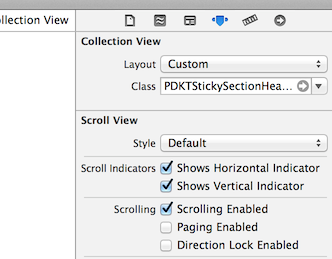 Collection View
Collection View
Layout Custom
Class PDKTStickySectionHea...
Scroll View
Style Default
Scroll Indicators Shows Horizontal Indicator
Shows Vertical Indicator
Scrolling Scrolling Enabled
Paging Enabled
Direction Lock Enabled